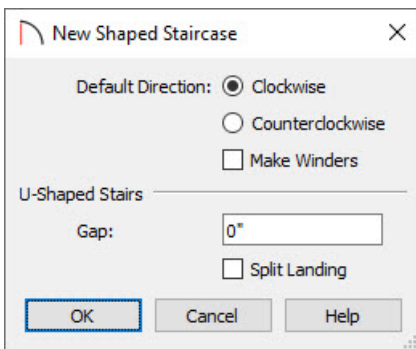 New Shaped Staircase
Default Direction: Clockwise
Counterclockwise
Make Winders
U-Shaped Stairs
Gap: 0"
Split Landing
OK Cancel Help